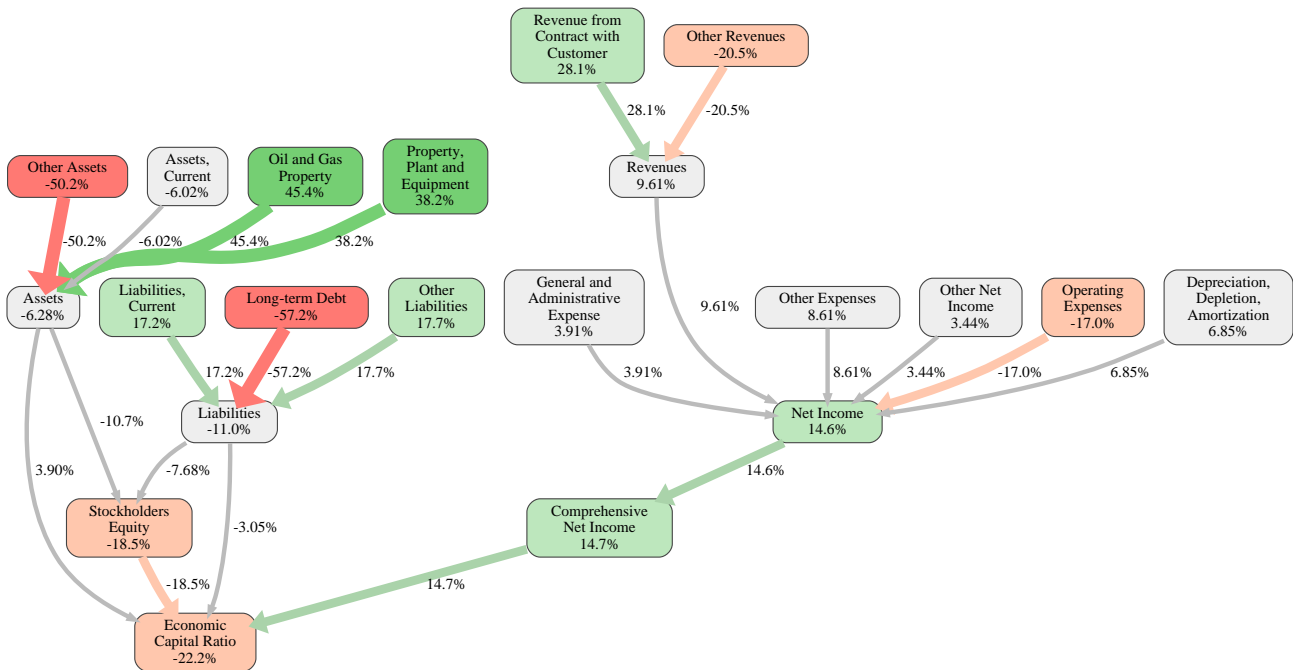 Revenue from
Contract with
Customer
28.1%
Other Revenues
-20.5%
28.1%
-20.5%
Other Assets
-50.2%
Assets,
Current
-6.02%
Oil and Gas
Property
45.4%
Property,
Plant and
Equipment
38.2%
Revenues
9.61%
-50.2%
-6.02%
45.4%
38.2%
Assets
-6.28%
Liabilities,
Current
17.2%
Long-term Debt
-57.2%
Other
Liabilities
17.7%
General and
Administrative
Expense
3.91%
9.61%
Other Expenses
8.61%
Other Net
Income
3.44%
Operating
Expenses
-17.0%
Depreciation,
Depletion,
Amortization
6.85%
17.2%
-57.2%
17.7%
3.91%
8.61%
3.44%
-17.0%
6.85%
Liabilities
-11.0%
Net Income
14.6%
-10.7%
3.90%
-7.68%
14.6%
Stockholders
Equity
-18.5%
-3.05%
Comprehensive
Net Income
14.7%
-18.5%
14.7%
Economic
Capital Ratio
-22.2%